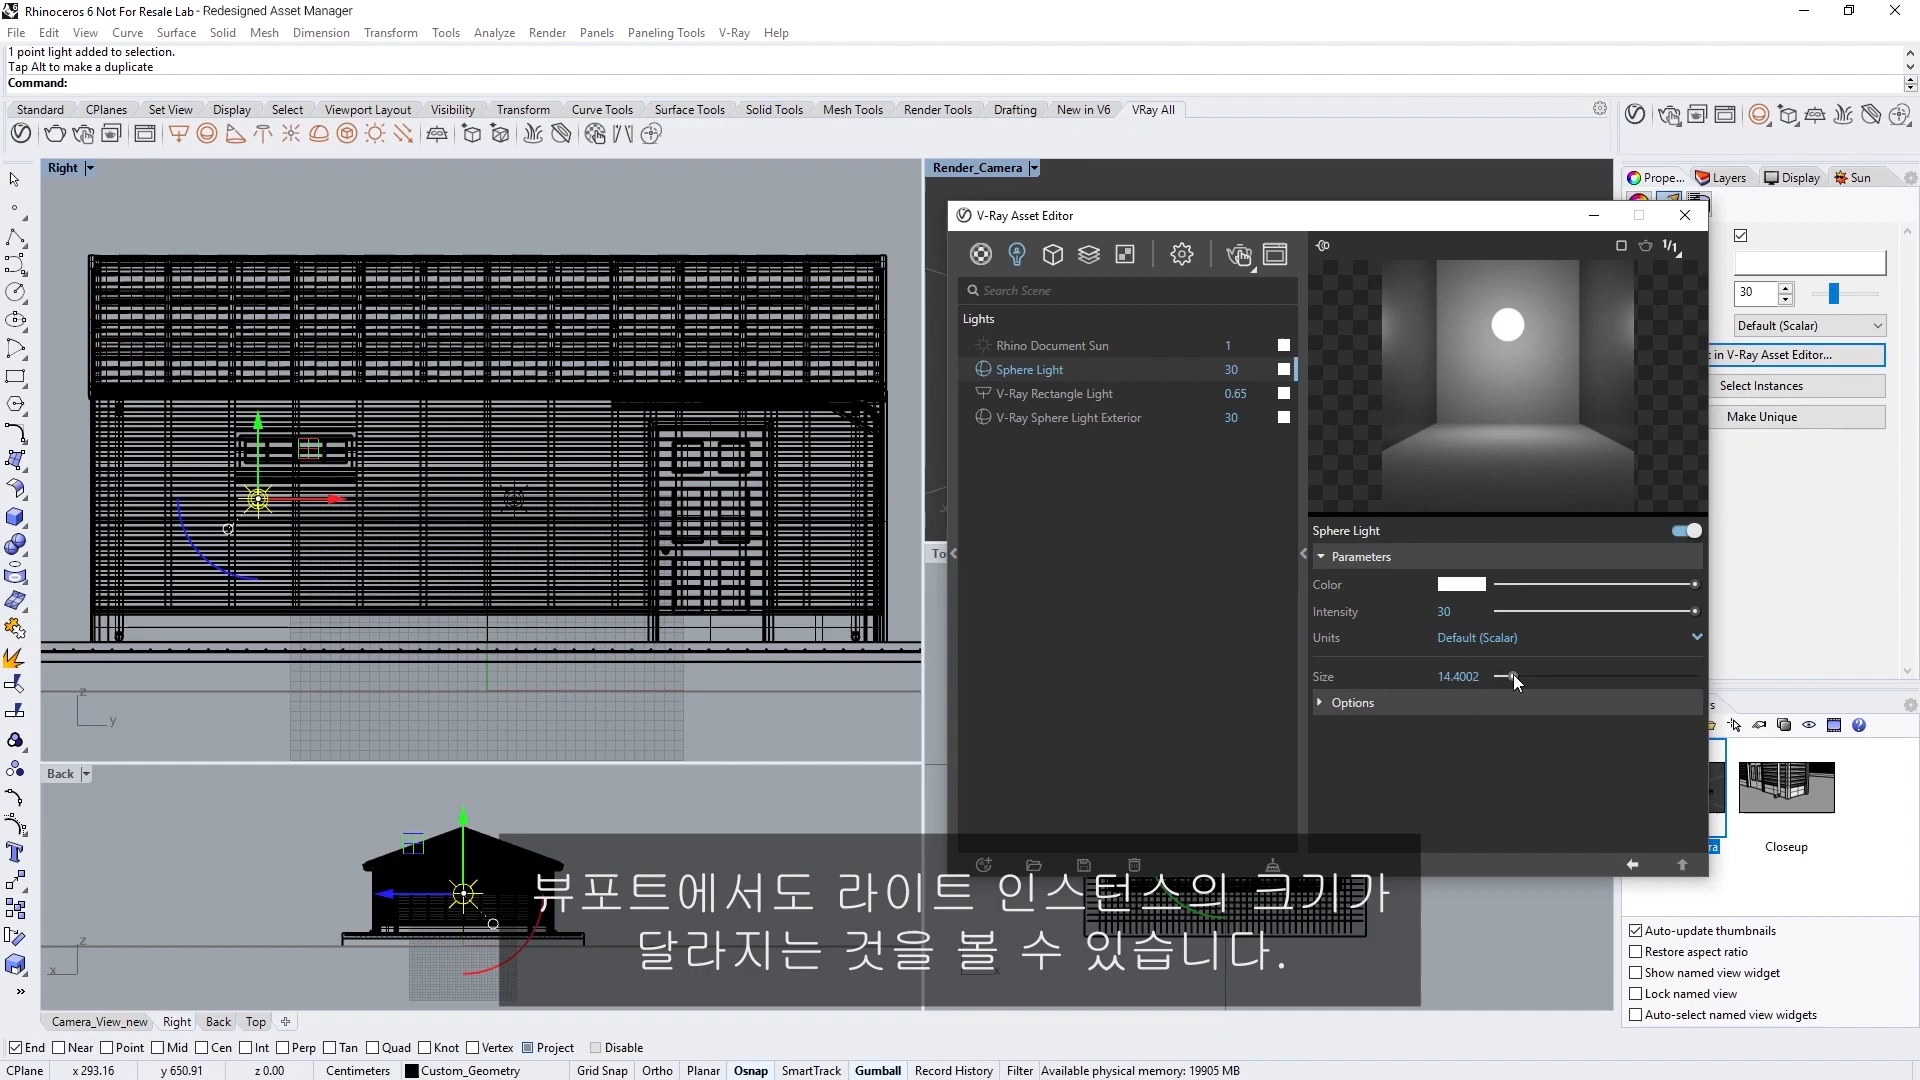 Rhinoceros 6 Not For Resale Lab - Redesigned Asset Manager
File Edit View Curve Surface Solid Mesh Dimension Transform Tools Analyze Render Panels Paneling Tools V-Ray Help
1 point light added to selection.
Tap Alt to make a duplicate
Command:
Standard CPlanes Set View Display Select Viewport Layout Visibility Transform Curve Tools Surface Tools Solid Tools Mesh Tools Render Tools Drafting New in V6 VRay All
Right
Render_Camera
Prope... Layers Display Sun
V-Ray Asset Editor
1/1
Search Scene
Lights
Rhino Document Sun 1
Sphere Light 30
V-Ray Rectangle Light 0.65
V-Ray Sphere Light Exterior 30
30
Default (Scalar)
t in V-Ray Asset Editor...
Select Instances
Make Unique
Sphere Light
Parameters
Color
Intensity 30
Units Default (Scalar)
Size 14.4002
Options
To
z
y
Back
z
x
x
s
ra
Closeup
뷰포트에서도 라이트 인스턴스의 크기가
달라지는 것을 볼 수 있습니다.
Auto-update thumbnails
Restore aspect ratio
Show named view widget
Lock named view
Auto-select named view widgets
Camera_View_new Right Back Top
End Near Point Mid Cen Int Perp Tan Quad Knot Vertex Project Disable
CPlane x 293.16 y 650.91 z 0.00 Centimeters Custom_Geometry Grid Snap Ortho Planar Osnap SmartTrack Gumball Record History Filter Available physical memory: 19905 MB